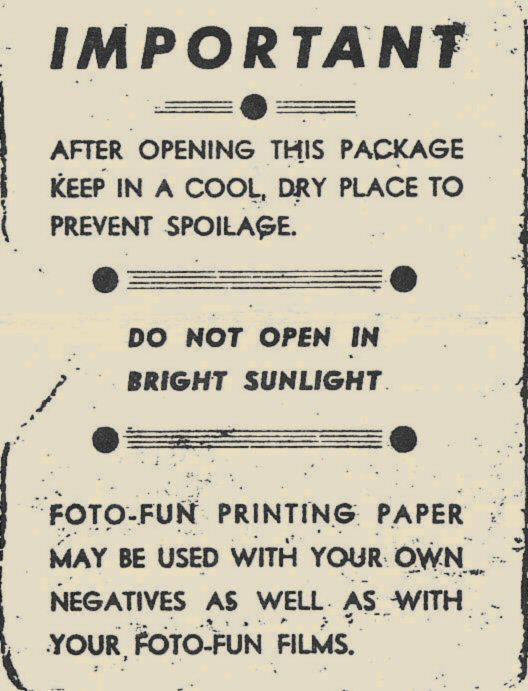 IMPORTANT
AFTER OPENING THIS PACKAGE
KEEP IN A COOL, DRY PLACE TO
PREVENT SPOILAGE.
DO NOT OPEN IN
BRIGHT SUNLIGHT
FOTO-FUN PRINTING PAPER
MAY BE USED WITH YOUR OWN
NEGATIVES AS WELL AS WITH
YOUR FOTO-FUN FILMS.